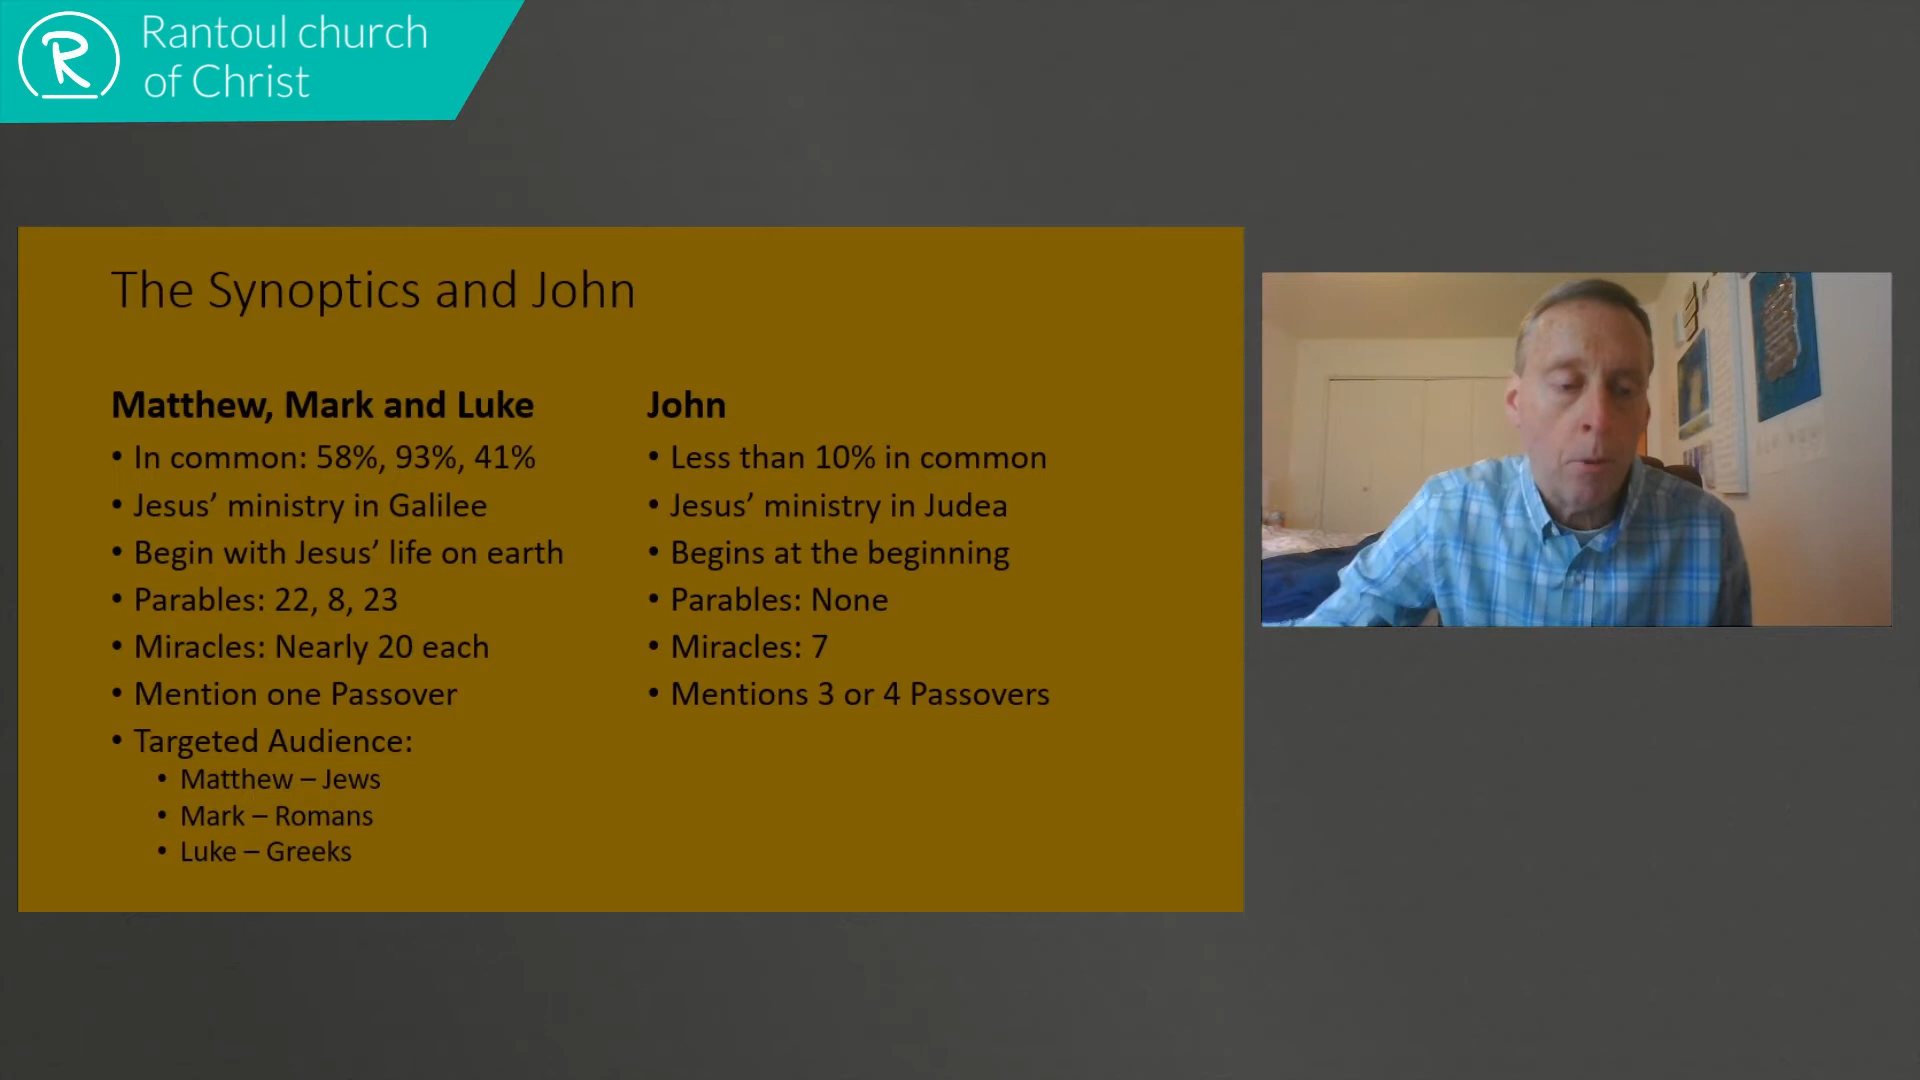 R
Rantoul church
of Christ
The Synoptics and John
Matthew, Mark and Luke
• In common: 58%, 93%, 41%
• Jesus’ ministry in Galilee
• Begin with Jesus’ life on earth
• Parables: 22, 8, 23
• Miracles: Nearly 20 each
• Mention one Passover
• Targeted Audience:
• Matthew – Jews
• Mark – Romans
• Luke – Greeks
John
• Less than 10% in common
• Jesus’ ministry in Judea
• Begins at the beginning
• Parables: None
• Miracles: 7
• Mentions 3 or 4 Passovers